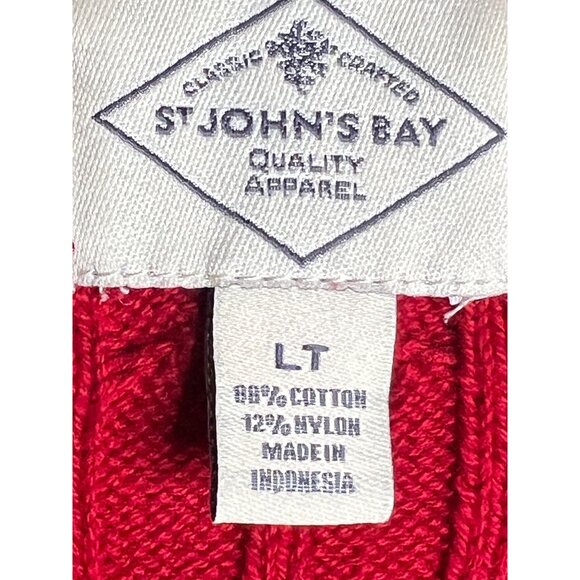 CLASSIC CRAFTED
ST JOHN'S BAY
QUALITY
APPAREL
LT
88% COTTON
12% NYLON
MADE IN
INDONESIA